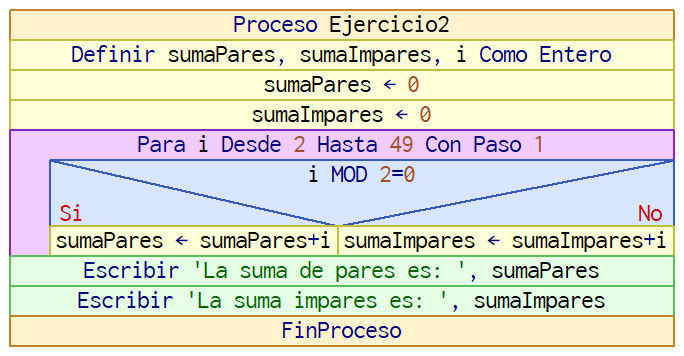 Proceso Ejercicio2
Definir sumaPares, sumaImpares, i Como Entero
sumaPares ← 0
sumaImpares ← 0
Para i Desde 2 Hasta 49 Con Paso 1
i MOD 2=0
Si No
sumaPares ← sumaPares+i sumaImpares ← sumaImpares+i
Escribir 'La suma de pares es: ', sumaPares
Escribir 'La suma impares es: ', sumaImpares
FinProceso